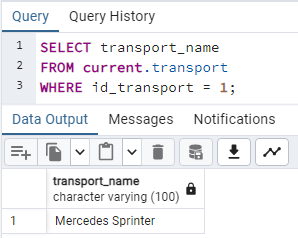 Query Query History
1 SELECT transport_name
2 FROM current.transport
3 WHERE id_transport = 1;
Data Output Messages Notifications
transport_name
character varying (100)
1 Mercedes Sprinter